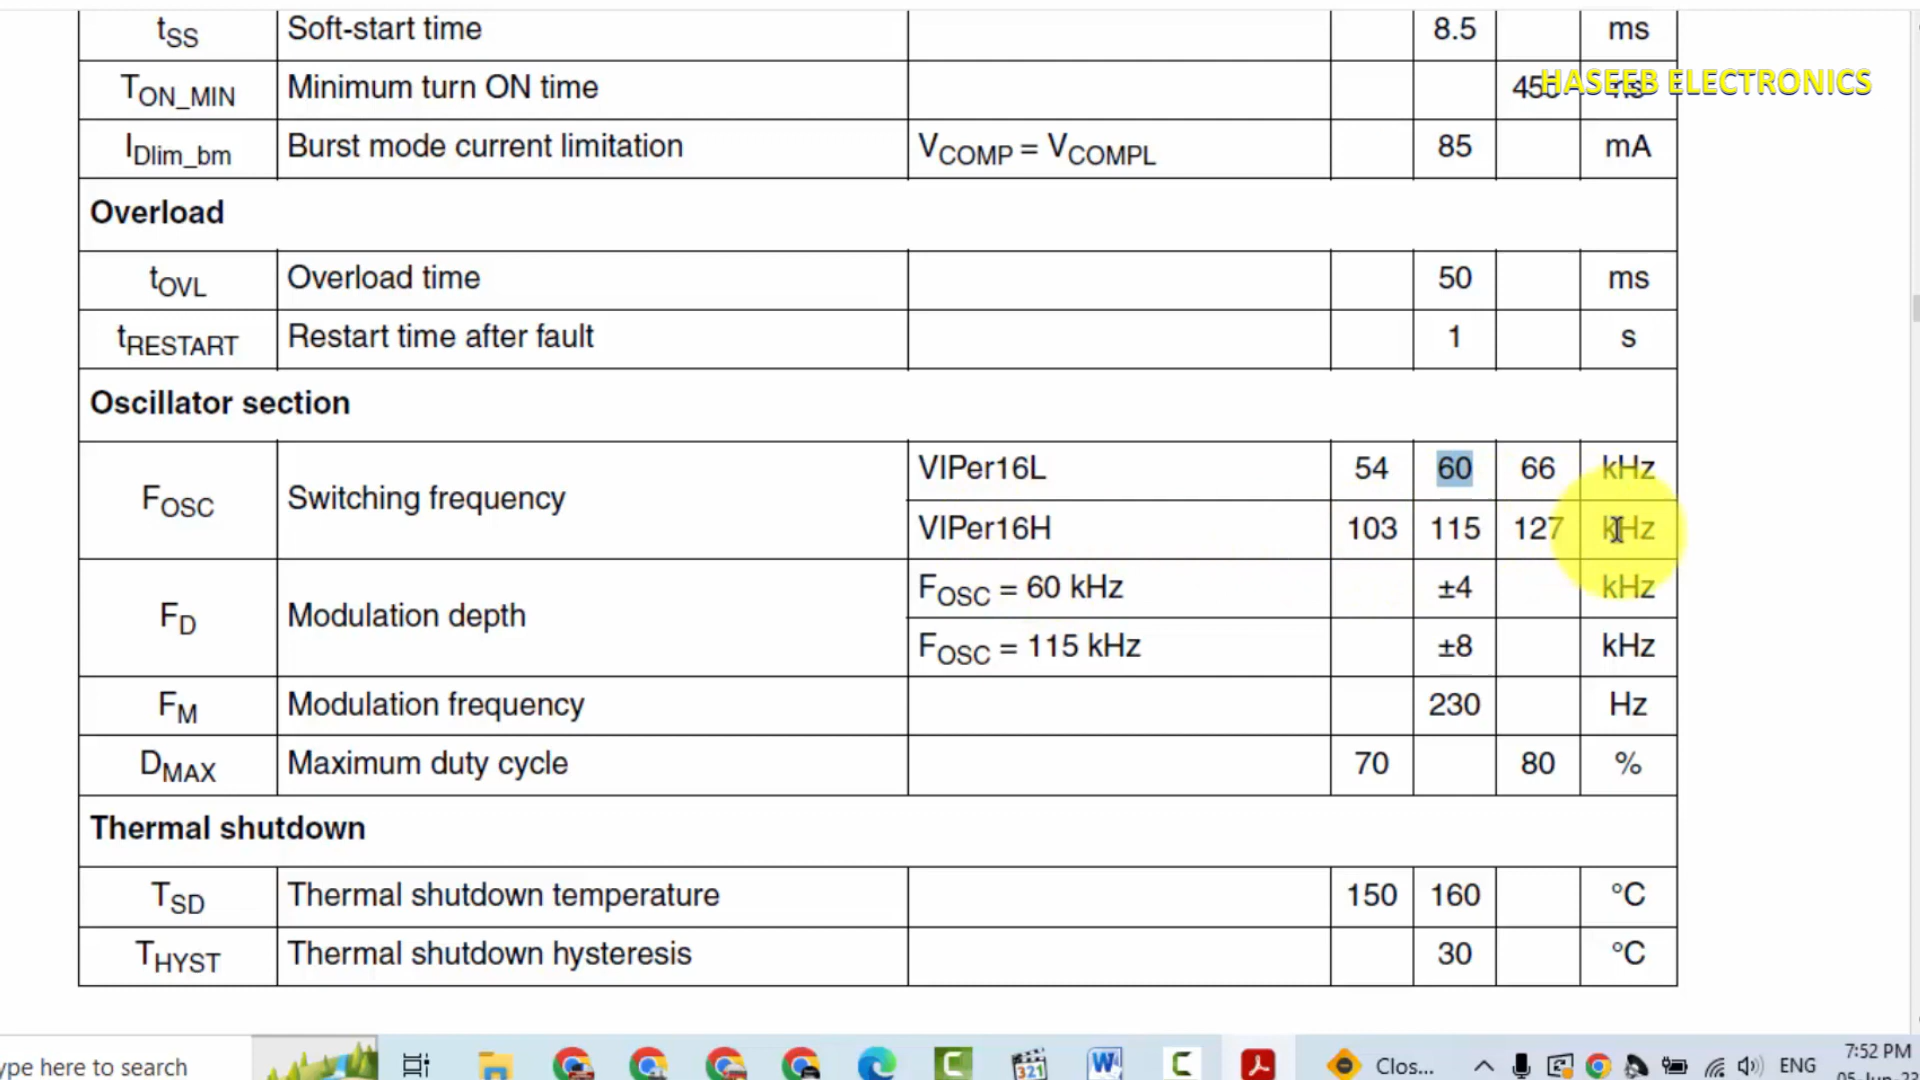 tSS Soft-start time 8.5 ms
TON_MIN Minimum turn ON time 450 ns
HASEEB ELECTRONICS
IDlim_bm Burst mode current limitation VCOMP = VCOMPL 85 mA
Overload
tOVL Overload time 50 ms
tRESTART Restart time after fault 1 s
Oscillator section
FOSC Switching frequency VIPer16L 54 60 66 kHz
VIPer16H 103 115 127 kHz
FD Modulation depth FOSC = 60 kHz ±4 kHz
FOSC = 115 kHz ±8 kHz
FM Modulation frequency 230 Hz
DMAX Maximum duty cycle 70 80 %
Thermal shutdown
TSD Thermal shutdown temperature 150 160 °C
THYST Thermal shutdown hysteresis 30 °C
ype here to search
321
W
C
Clos...
ENG
7:52 PM